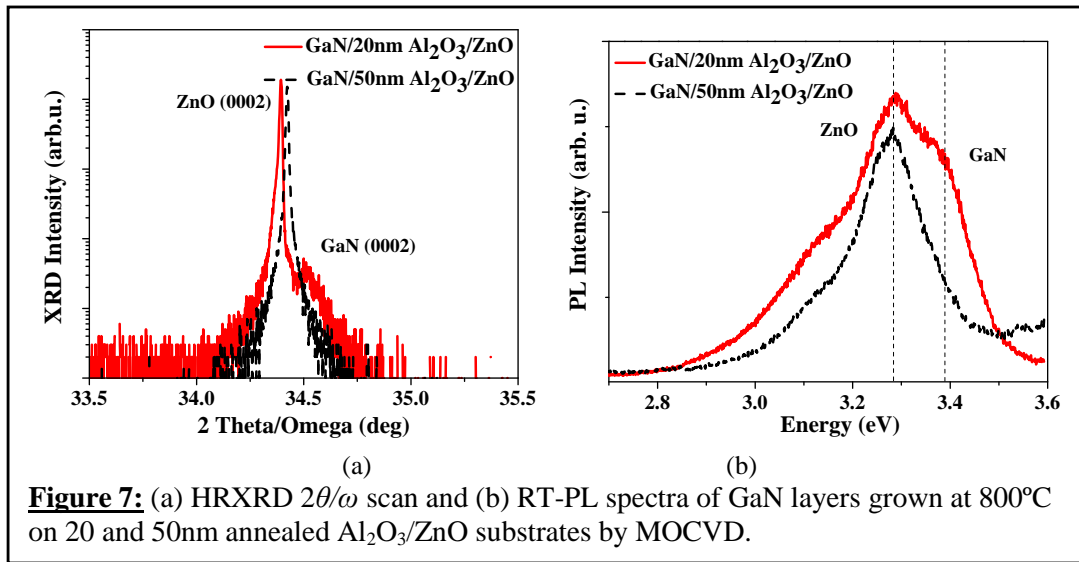 GaN/20nm Al₂O₃/ZnO
GaN/50nm Al₂O₃/ZnO
ZnO (0002)
GaN (0002)
XRD Intensity (arb.u.)
33.5 34.0 34.5 35.0 35.5
2 Theta/Omega (deg)
GaN/20nm Al₂O₃/ZnO
GaN/50nm Al₂O₃/ZnO
ZnO
GaN
PL Intensity (arb. u.)
2.8 3.0 3.2 3.4 3.6
Energy (eV)
(a) (b)
Figure 7: (a) HRXRD 2θ/ω scan and (b) RT-PL spectra of GaN layers grown at 800ºC
on 20 and 50nm annealed Al₂O₃/ZnO substrates by MOCVD.